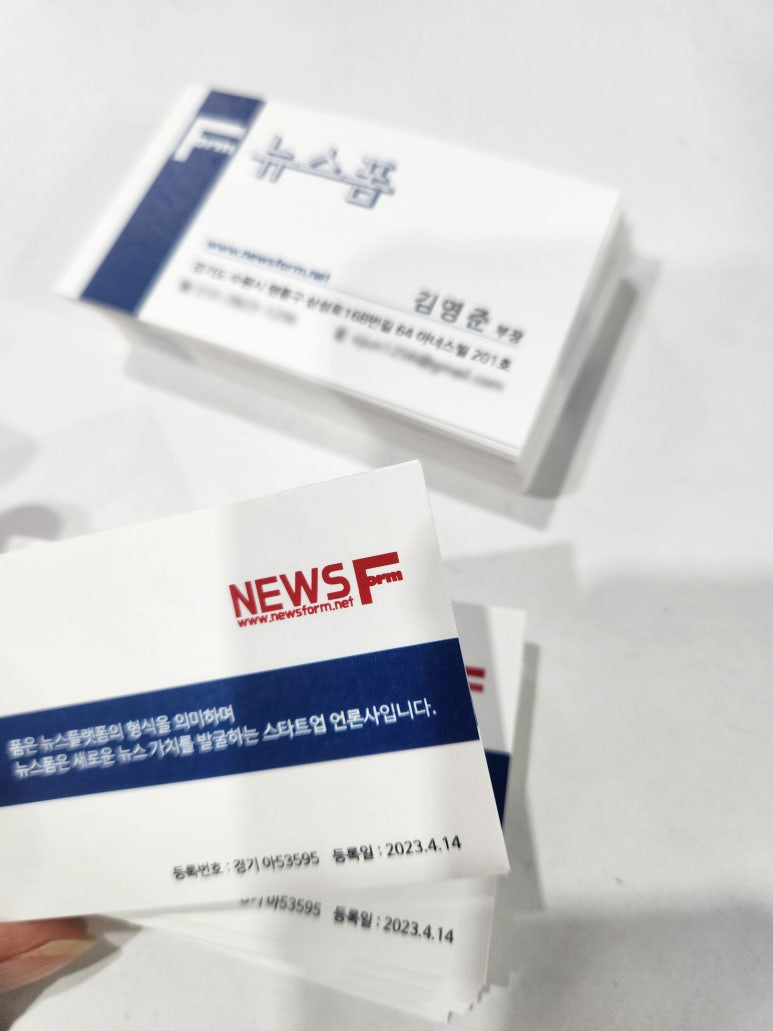 Form
뉴스폼
www.newsform.net
김영준 부장
경기도 수원시 영통구 삼성로168번길 64 아너스빌 201호
NEWS Form
www.newsform.net
폼은 뉴스플랫폼의 형식을 의미하며
뉴스폼은 새로운 뉴스 가치를 발굴하는 스타트업 언론사입니다.
등록번호 : 경기 아53595 등록일 : 2023.4.14
아53595 등록일 : 2023.4.14